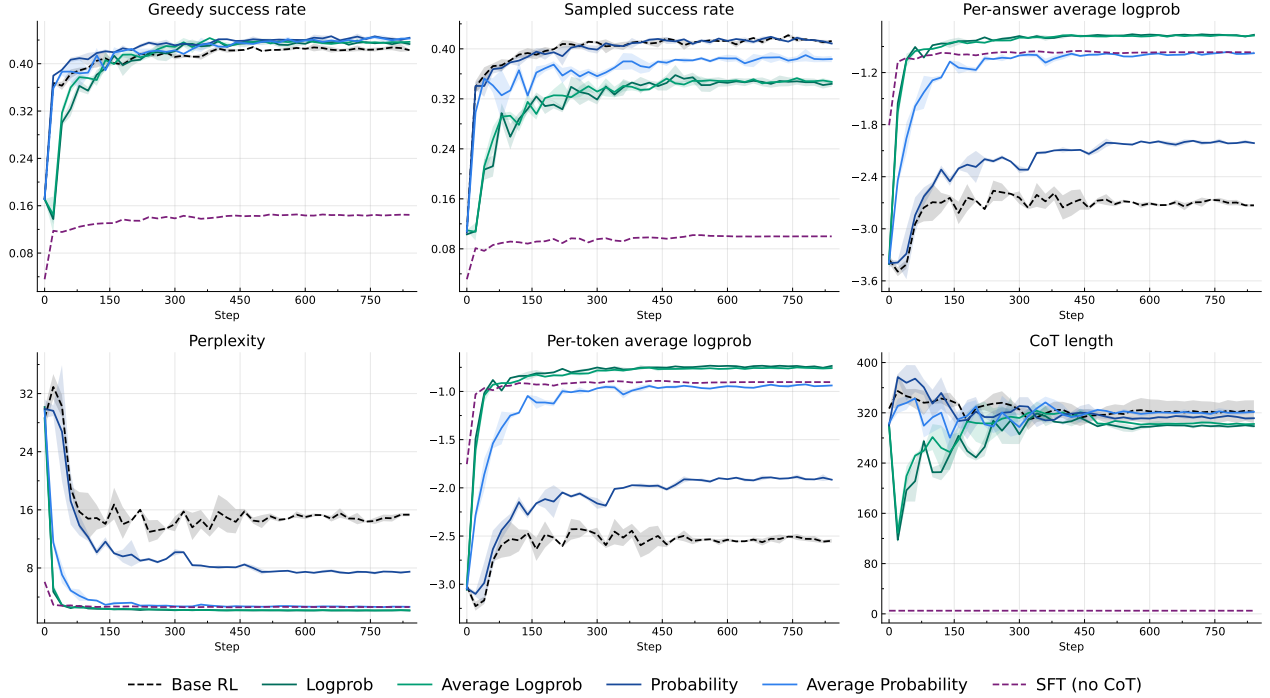 Greedy success rate
0.40
0.32
0.24
0.16
0.08
0 150 300 450 600 750
Step
Sampled success rate
0.40
0.32
0.24
0.16
0.08
0 150 300 450 600 750
Step
Per-answer average logprob
−1.2
−1.8
−2.4
−3.0
−3.6
0 150 300 450 600 750
Step
Perplexity
32
24
16
8
0 150 300 450 600 750
Step
Per-token average logprob
−1.0
−1.5
−2.0
−2.5
−3.0
0 150 300 450 600 750
Step
CoT length
400
320
240
160
80
0
0 150 300 450 600 750
Step
Base RL Logprob Average Logprob Probability Average Probability SFT (no CoT)